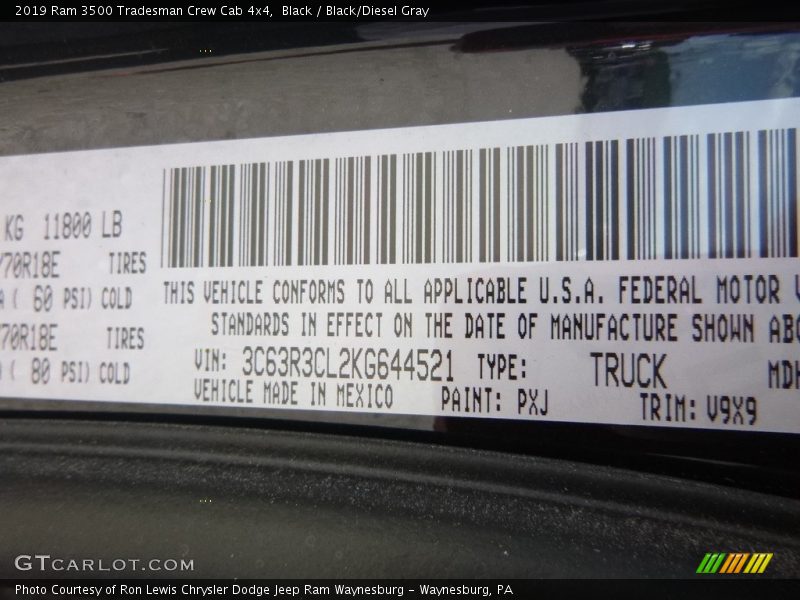 2019 Ram 3500 Tradesman Crew Cab 4x4, Black / Black/Diesel Gray
KG 11800 LB
70R18E TIRES
( 60 PSI) COLD
70R18E TIRES
( 80 PSI) COLD
THIS VEHICLE CONFORMS TO ALL APPLICABLE U.S.A. FEDERAL MOTOR
STANDARDS IN EFFECT ON THE DATE OF MANUFACTURE SHOWN ABO
VIN: 3C63R3CL2KG644521 TYPE: TRUCK MDH
VEHICLE MADE IN MEXICO PAINT: PXJ TRIM: V9X9
GTCARLOT.COM
Photo Courtesy of Ron Lewis Chrysler Dodge Jeep Ram Waynesburg - Waynesburg, PA